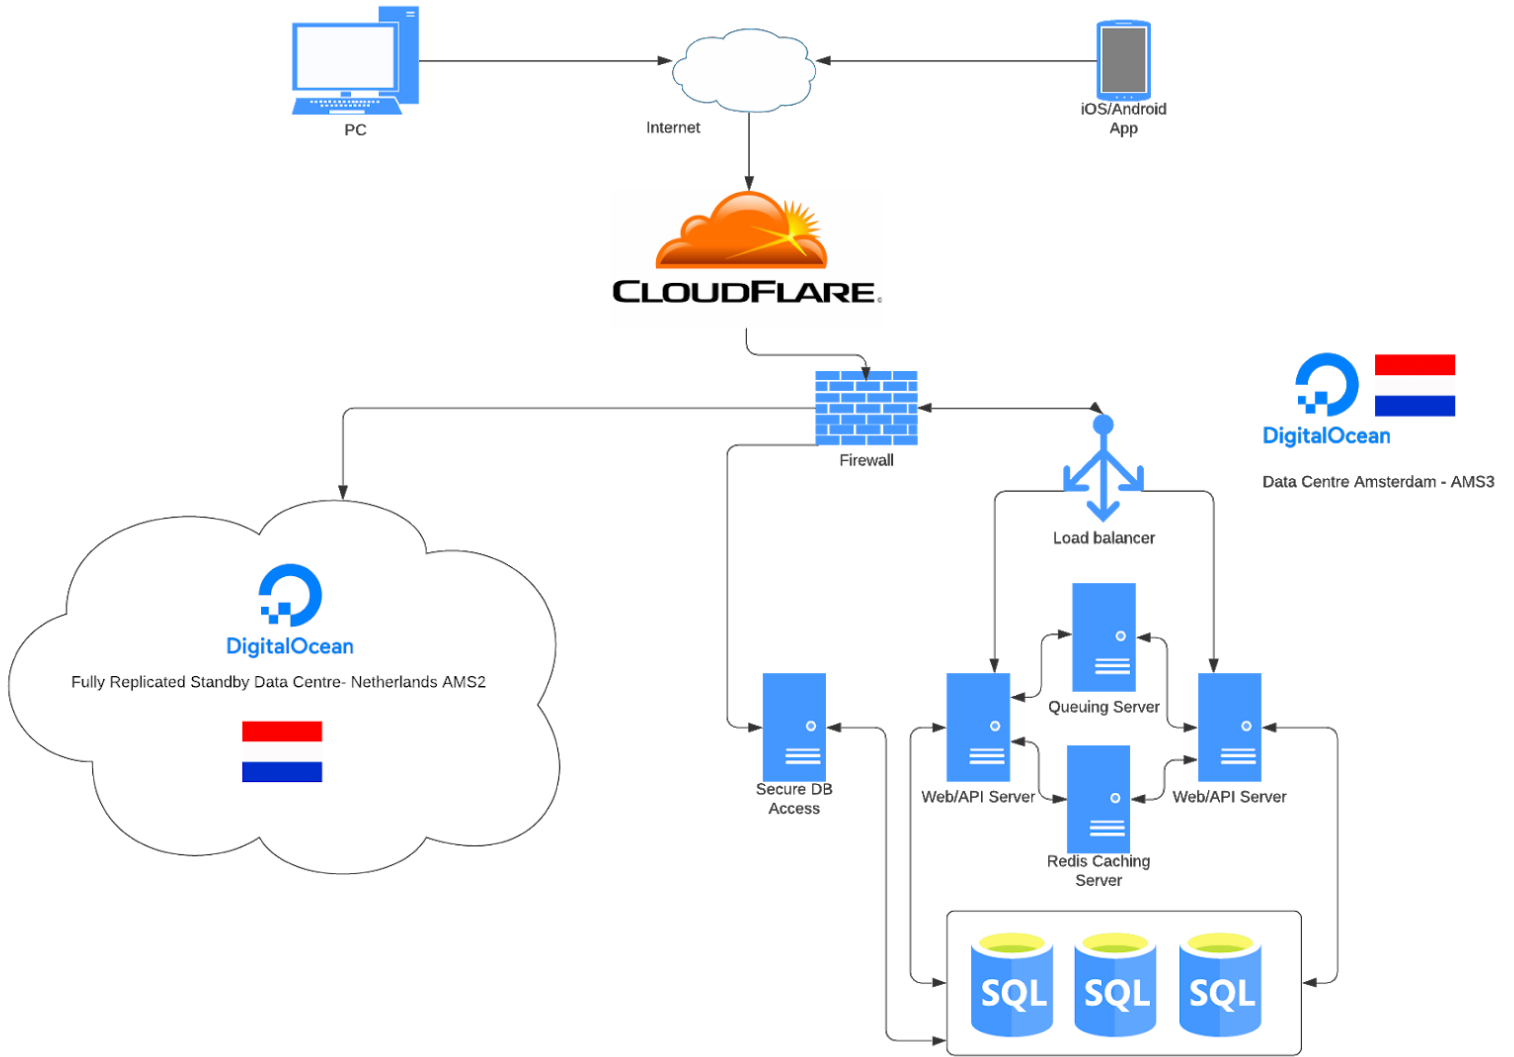 PC
Internet
iOS/Android
App
CLOUDFLARE
Firewall
DigitalOcean
Data Centre Amsterdam - AMS3
Load balancer
DigitalOcean
Fully Replicated Standby Data Centre- Netherlands AMS2
Queuing Server
Secure DB
Access
Web/API Server
Web/API Server
Redis Caching
Server
SQL
SQL
SQL